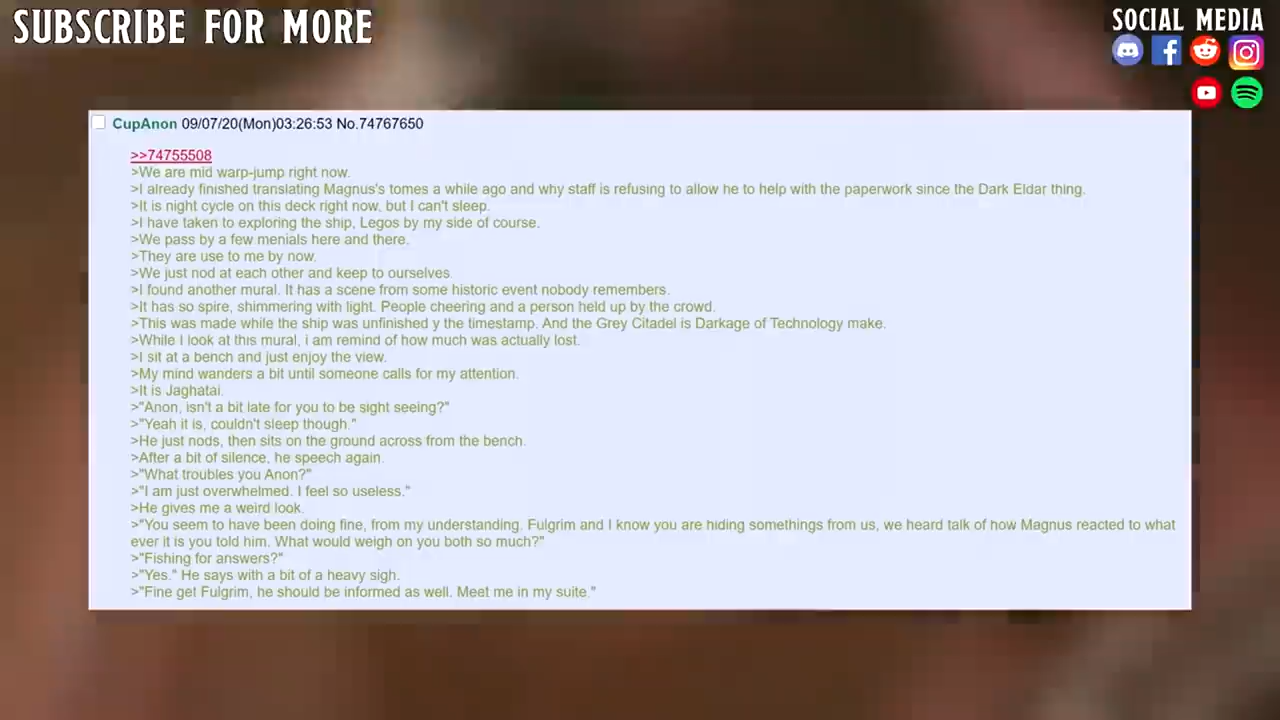 SUBSCRIBE FOR MORE
SOCIAL MEDIA
CupAnon 09/07/20(Mon)03:26:53 No.74767650
>>74755508
>We are mid warp-jump right now.
>I already finished translating Magnus's tomes a while ago and why staff is refusing to allow he to help with the paperwork since the Dark Eldar thing.
>It is night cycle on this deck right now, but I can't sleep.
>I have taken to exploring the ship, Legos by my side of course.
>We pass by a few menials here and there.
>They are use to me by now.
>We just nod at each other and keep to ourselves.
>I found another mural. It has a scene from some historic event nobody remembers.
>It has so spire, shimmering with light. People cheering and a person held up by the crowd.
>This was made while the ship was unfinished y the timestamp. And the Grey Citadel is Darkage of Technology make.
>While I look at this mural, i am remind of how much was actually lost.
>I sit at a bench and just enjoy the view.
>My mind wanders a bit until someone calls for my attention.
>It is Jaghatai.
>"Anon, isn't a bit late for you to be sight seeing?"
>"Yeah it is, couldn't sleep though."
>He just nods, then sits on the ground across from the bench.
>After a bit of silence, he speech again.
>"What troubles you Anon?"
>"I am just overwhelmed. I feel so useless."
>He gives me a weird look.
>"You seem to have been doing fine, from my understanding. Fulgrim and I know you are hiding somethings from us, we heard talk of how Magnus reacted to what
ever it is you told him. What would weigh on you both so much?"
>"Fishing for answers?"
>"Yes." He says with a bit of a heavy sigh.
>"Fine get Fulgrim, he should be informed as well. Meet me in my suite."